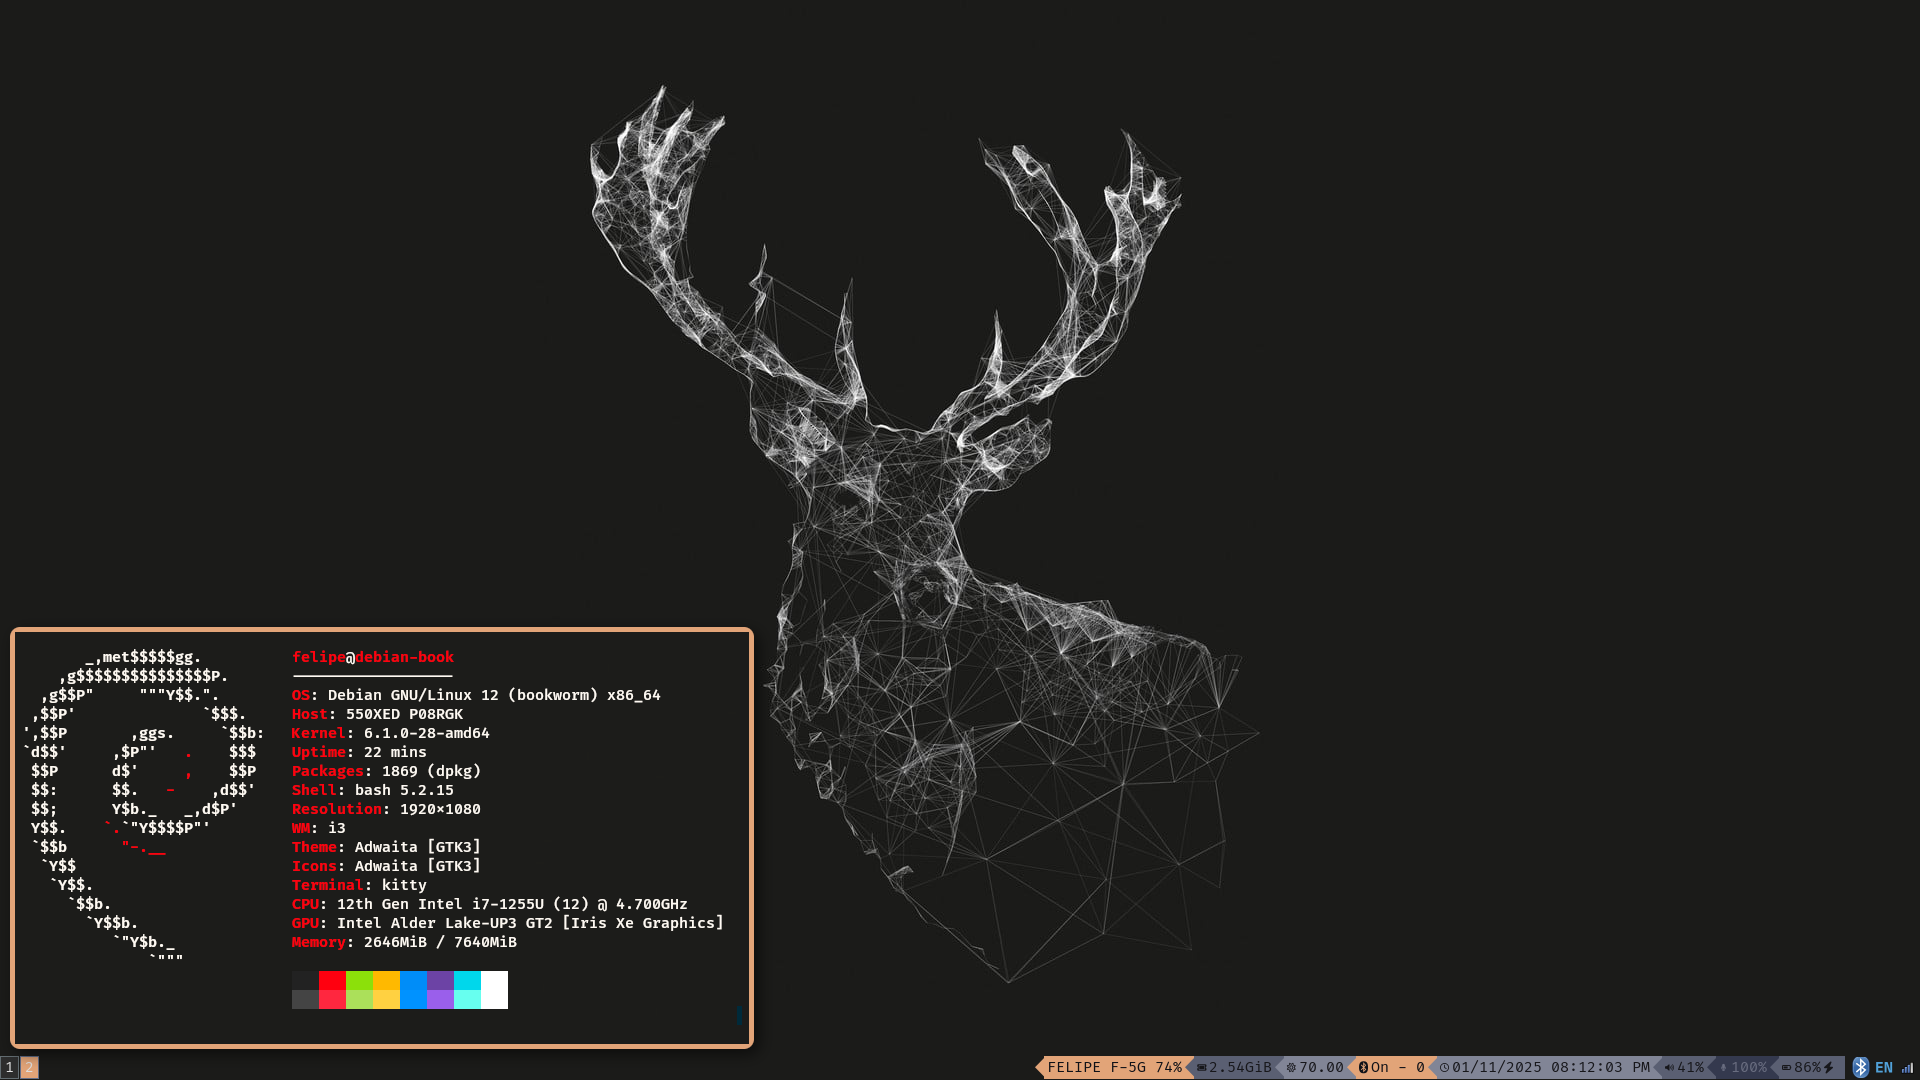 felipe@debian-book
OS: Debian GNU/Linux 12 (bookworm) x86_64
Host: 550XED P08RGK
Kernel: 6.1.0-28-amd64
Uptime: 22 mins
Packages: 1869 (dpkg)
Shell: bash 5.2.15
Resolution: 1920×1080
WM: i3
Theme: Adwaita [GTK3]
Icons: Adwaita [GTK3]
Terminal: kitty
CPU: 12th Gen Intel i7-1255U (12) @ 4.700GHz
GPU: Intel Alder Lake-UP3 GT2 [Iris Xe Graphics]
Memory: 2646MiB / 7640MiB
_,met$$$$$gg.
,g$$$$$$$$$$$$$$$P.
,g$$P"     """Y$$.".
,$$P'              `$$$.
',$$P       ,ggs.     `$$b:
`d$$'     ,$P"'   .    $$$
$$P      d$'     ,    $$P
$$:      $$.   -    ,d$$'
$$;      Y$b._   _,d$P'
Y$$.    `.`"Y$$$$P"'
`$$b      "-.__
`Y$$
`Y$$.
`$$b.
`Y$$b.
`"Y$b._
`"""
1 2 FELIPE F-5G 74% 2.54GiB 70.00 On - 0 01/11/2025 08:12:03 PM 41% 100% 86% EN